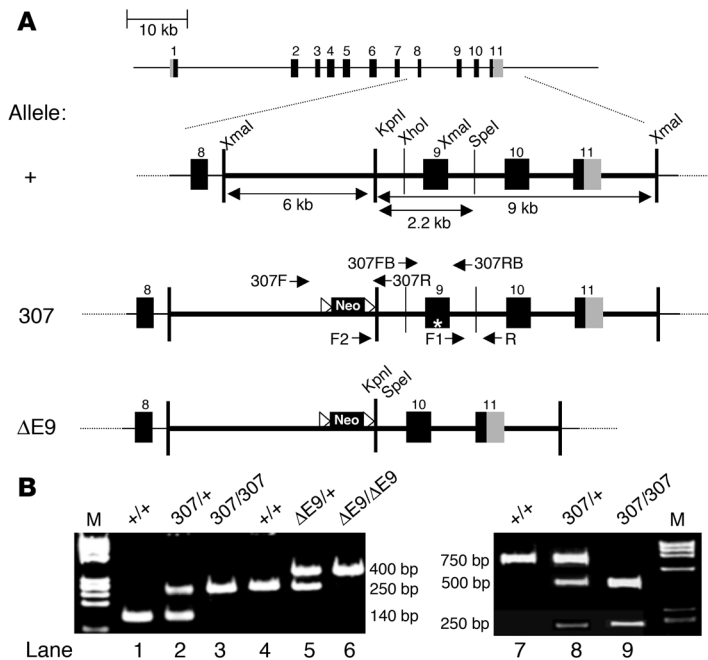 A
10 kb
1 2 3 4 5 6 7 8 9 10 11
Allele:
XmaI KpnI XhoI XmaI SpeI XmaI
+ 8 9 10 11
6 kb 9 kb
2.2 kb
307FB 307RB
307F 307R
8 9 10 11
307 Neo *
F2 F1 R
KpnI SpeI
8 10 11
ΔE9 Neo
B
M +/+ 307/+ 307/307 +/+ ΔE9/+ ΔE9/ΔE9
400 bp
250 bp
140 bp
+/+ 307/+ 307/307 M
750 bp
500 bp
250 bp
Lane 1 2 3 4 5 6 7 8 9